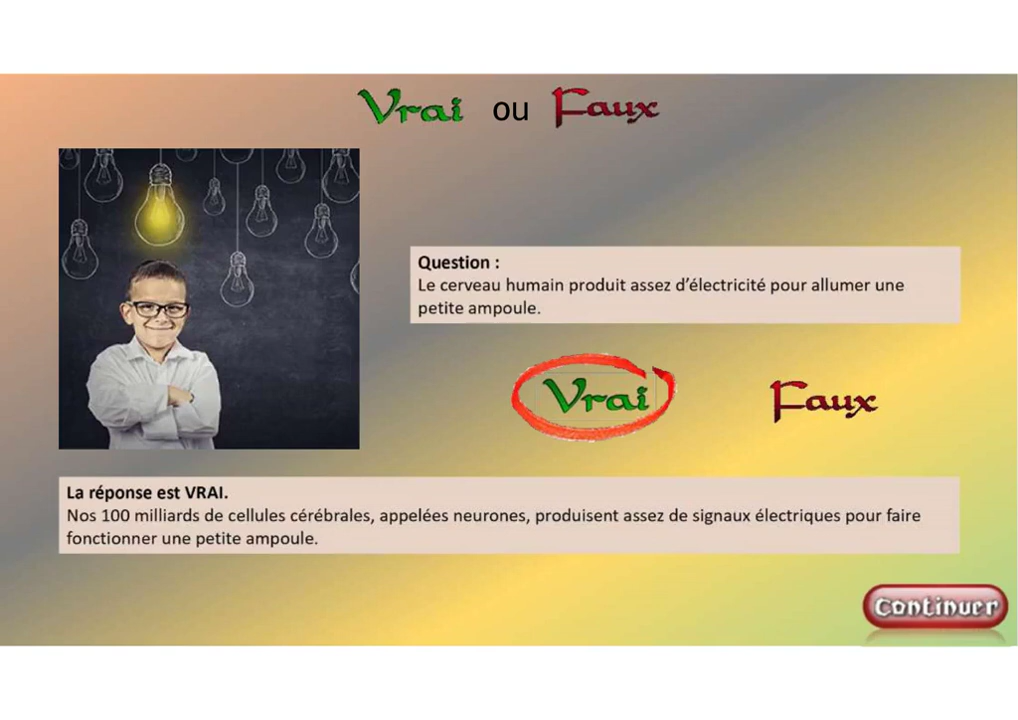 Vrai ou Faux
Question :
Le cerveau humain produit assez d’électricité pour allumer une
petite ampoule.
Vrai Faux
La réponse est VRAI.
Nos 100 milliards de cellules cérébrales, appelées neurones, produisent assez de signaux électriques pour faire
fonctionner une petite ampoule.
Continuer